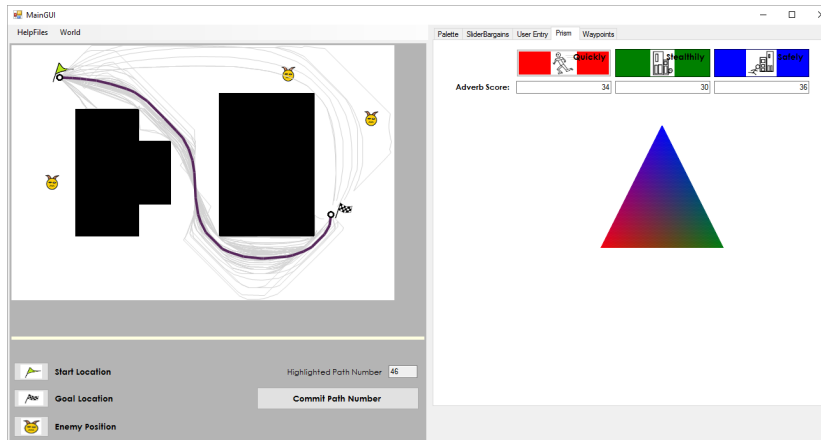 MainGUI
HelpFiles World
Palette SliderBargains User Entry Prism Waypoints
Quickly Stealthily Safely
Adverb Score: 34 30 36
Start Location
Highlighted Path Number 46
Goal Location
Commit Path Number
Enemy Position